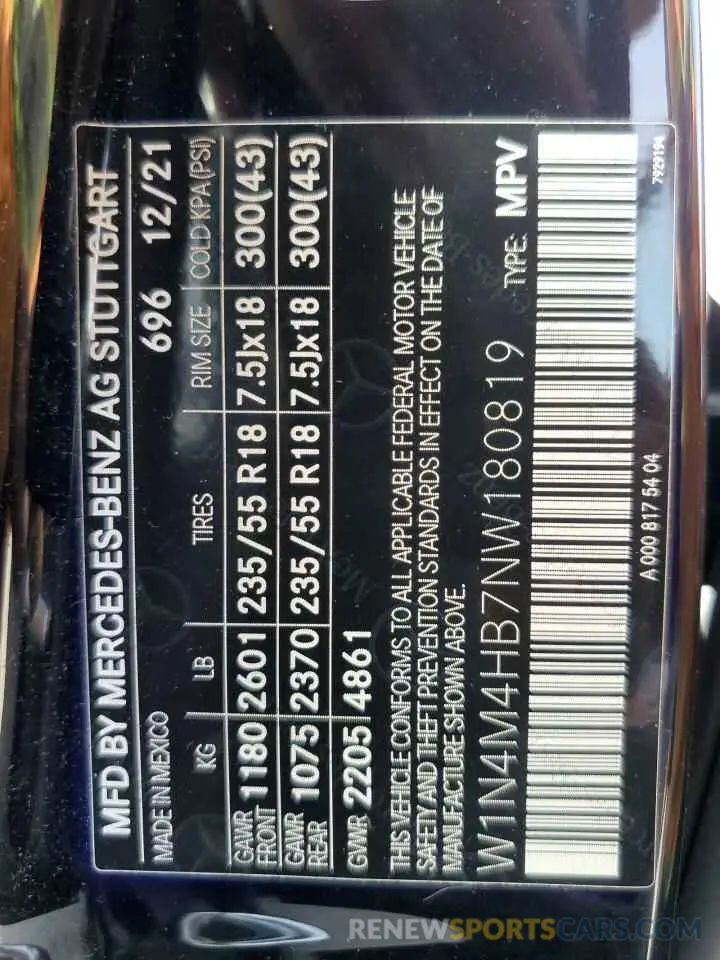 MFD BY MERCEDES-BENZ AG STUTTGART
MADE IN MEXICO 696 12/21
KG LB TIRES RIM SIZE COLD KPA (PSI)
GAWR FRONT 1180 2601 235/55 R18 7.5Jx18 300(43)
GAWR REAR 1075 2370 235/55 R18 7.5Jx18 300(43)
GVWR 2205 4861
THIS VEHICLE CONFORMS TO ALL APPLICABLE FEDERAL MOTOR VEHICLE
SAFETY AND THEFT PREVENTION STANDARDS IN EFFECT ON THE DATE OF
MANUFACTURE SHOWN ABOVE.
W1N4M4HB7NW180819 TYPE: MPV
A 000 817 54 04 7929194
RENEWSPORTSCARS.COM